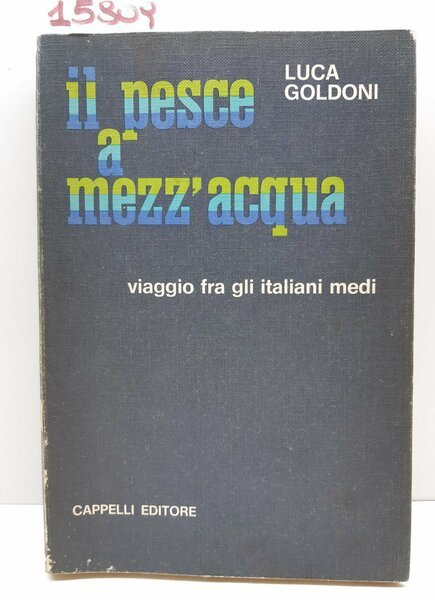 15804
LUCA
GOLDONI
il pesce
a
mezz'acqua
viaggio fra gli italiani medi
CAPPELLI EDITORE